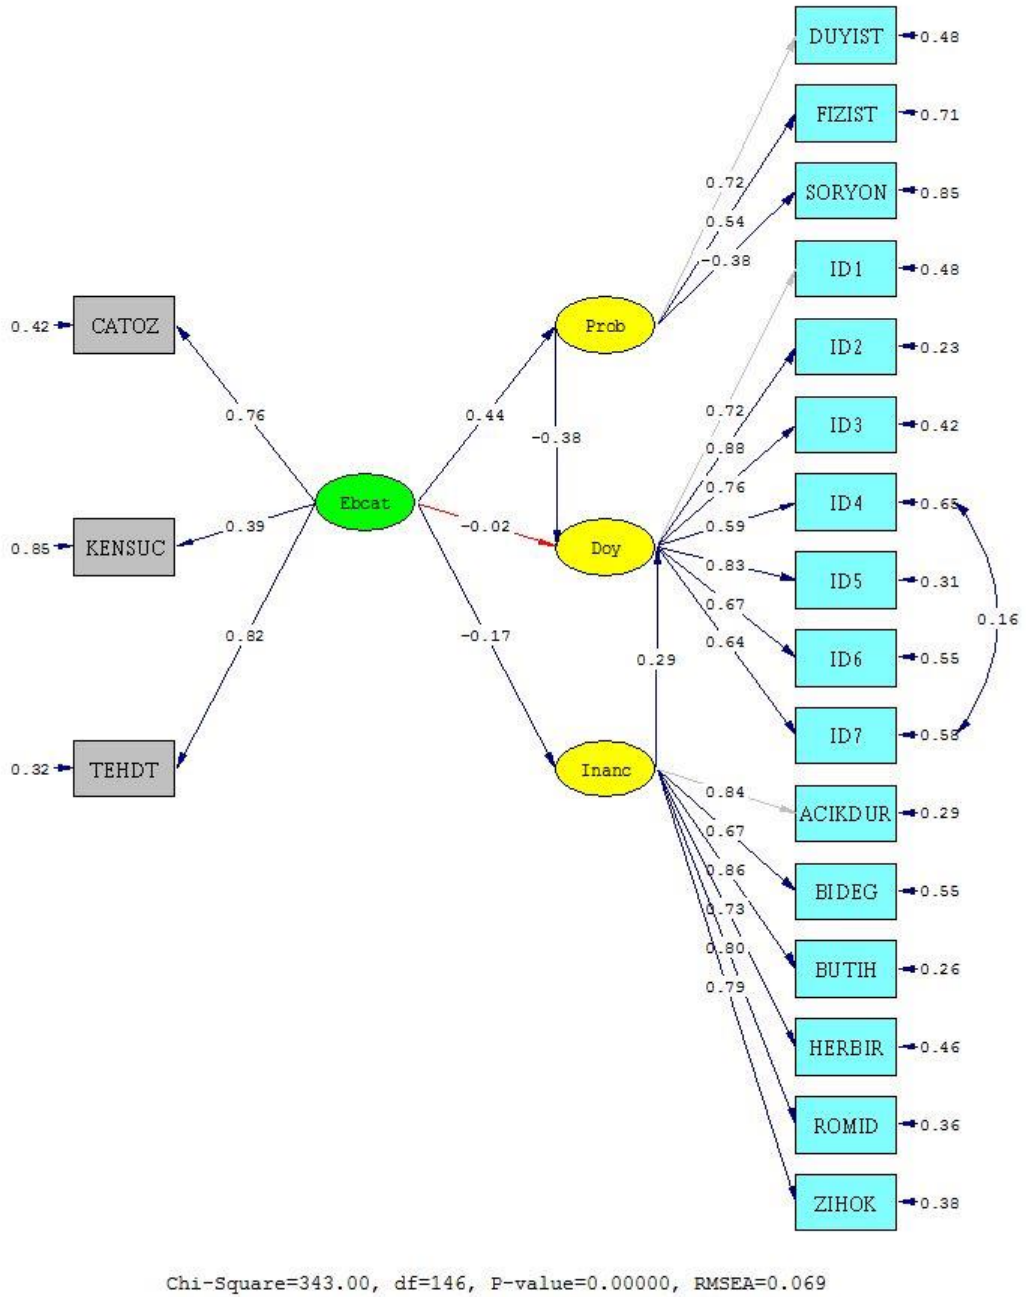 DUYIST
0.48
FIZIST
0.71
0.72
SORYON
0.85
0.54
-0.38
ID1
0.48
CATOZ
0.42
Prob
ID2
0.23
0.76
0.44
0.72
ID3
0.42
-0.38
0.88
0.76
Ebcat
ID4
0.65
0.39
-0.02
0.59
KENSUC
0.85
Doy
0.83
ID5
0.31
0.67
0.16
0.82
-0.17
0.64
ID6
0.55
0.29
ID7
0.58
TEHDT
0.32
Inanc
0.84
ACIKDUR
0.29
0.67
0.86
BIDEG
0.55
0.73
0.80
BUTIH
0.26
0.79
HERBIR
0.46
ROMID
0.36
ZIHOK
0.38
Chi-Square=343.00, df=146, P-value=0.00000, RMSEA=0.069